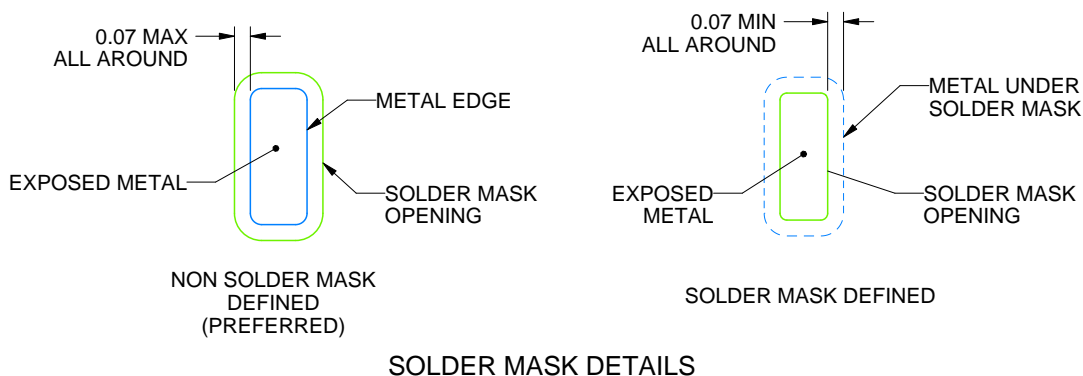 0.07 MAX
ALL AROUND
METAL EDGE
EXPOSED METAL
SOLDER MASK
OPENING
NON SOLDER MASK
DEFINED
(PREFERRED)
0.07 MIN
ALL AROUND
METAL UNDER
SOLDER MASK
EXPOSED
METAL
SOLDER MASK
OPENING
SOLDER MASK DEFINED
SOLDER MASK DETAILS